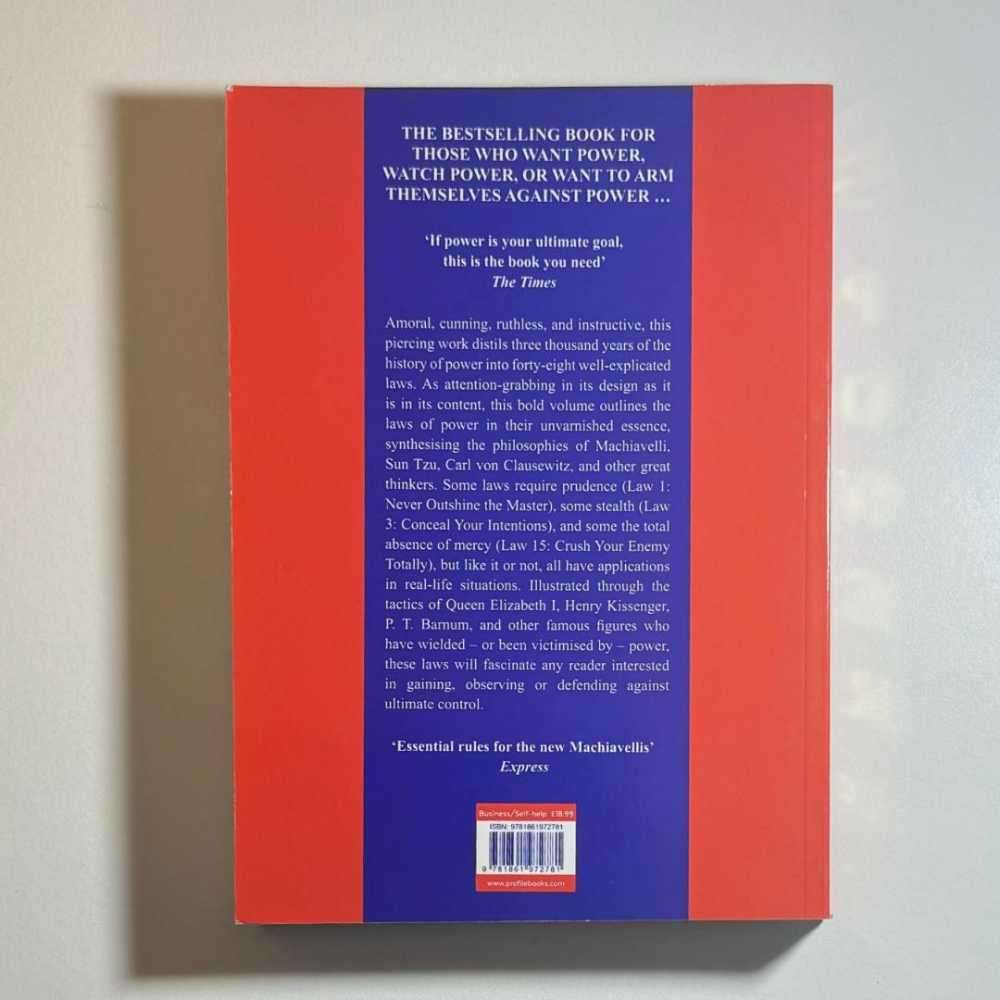 THE BESTSELLING BOOK FOR
THOSE WHO WANT POWER,
WATCH POWER, OR WANT TO ARM
THEMSELVES AGAINST POWER …
‘If power is your ultimate goal,
this is the book you need’
The Times
Amoral, cunning, ruthless, and instructive, this
piercing work distils three thousand years of the
history of power into forty-eight well-explicated
laws. As attention-grabbing in its design as it
is in its content, this bold volume outlines the
laws of power in their unvarnished essence,
synthesising the philosophies of Machiavelli,
Sun Tzu, Carl von Clausewitz, and other great
thinkers. Some laws require prudence (Law 1:
Never Outshine the Master), some stealth (Law
3: Conceal Your Intentions), and some the total
absence of mercy (Law 15: Crush Your Enemy
Totally), but like it or not, all have applications
in real-life situations. Illustrated through the
tactics of Queen Elizabeth I, Henry Kissenger,
P. T. Barnum, and other famous figures who
have wielded – or been victimised by – power,
these laws will fascinate any reader interested
in gaining, observing or defending against
ultimate control.
‘Essential rules for the new Machiavellis’
Express
Business/Self-help £18.99
ISBN: 9781861972781
9 781861 972781
www.profilebooks.com